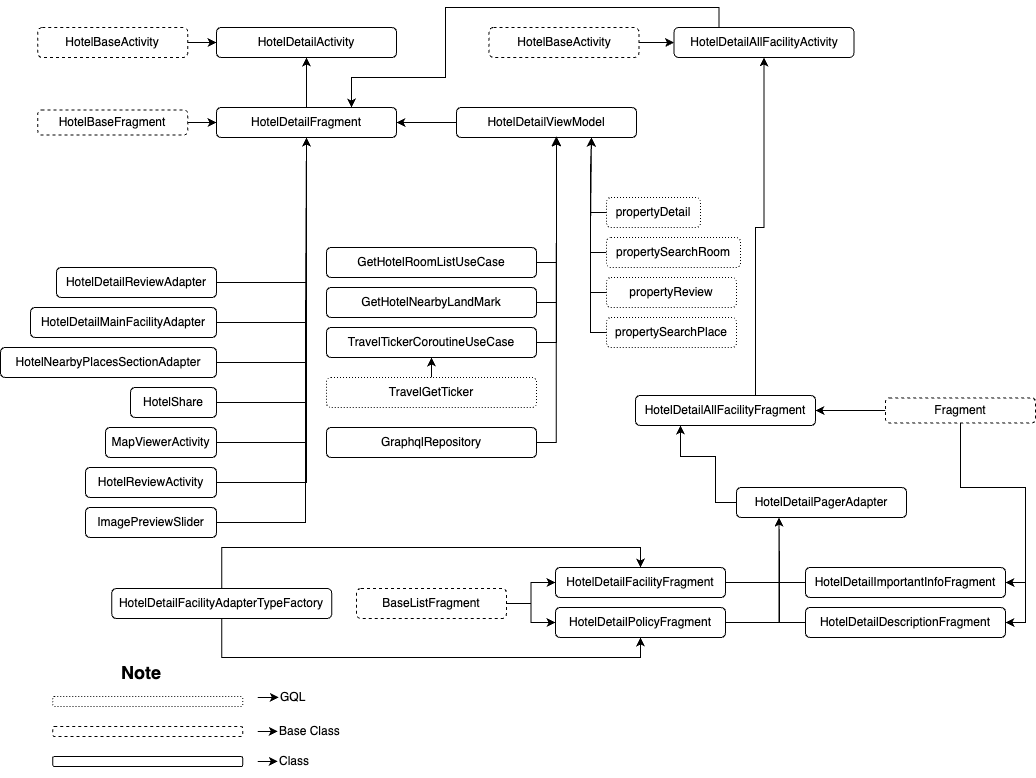 HotelBaseActivity
HotelDetailActivity
HotelBaseActivity
HotelDetailAllFacilityActivity
HotelBaseFragment
HotelDetailFragment
HotelDetailViewModel
propertyDetail
propertySearchRoom
propertyReview
propertySearchPlace
GetHotelRoomListUseCase
GetHotelNearbyLandMark
TravelTickerCoroutineUseCase
TravelGetTicker
GraphqlRepository
HotelDetailReviewAdapter
HotelDetailMainFacilityAdapter
HotelNearbyPlacesSectionAdapter
HotelShare
MapViewerActivity
HotelReviewActivity
ImagePreviewSlider
HotelDetailAllFacilityFragment
Fragment
HotelDetailPagerAdapter
HotelDetailFacilityFragment
HotelDetailImportantInfoFragment
HotelDetailFacilityAdapterTypeFactory
BaseListFragment
HotelDetailPolicyFragment
HotelDetailDescriptionFragment
Note
GQL
Base Class
Class